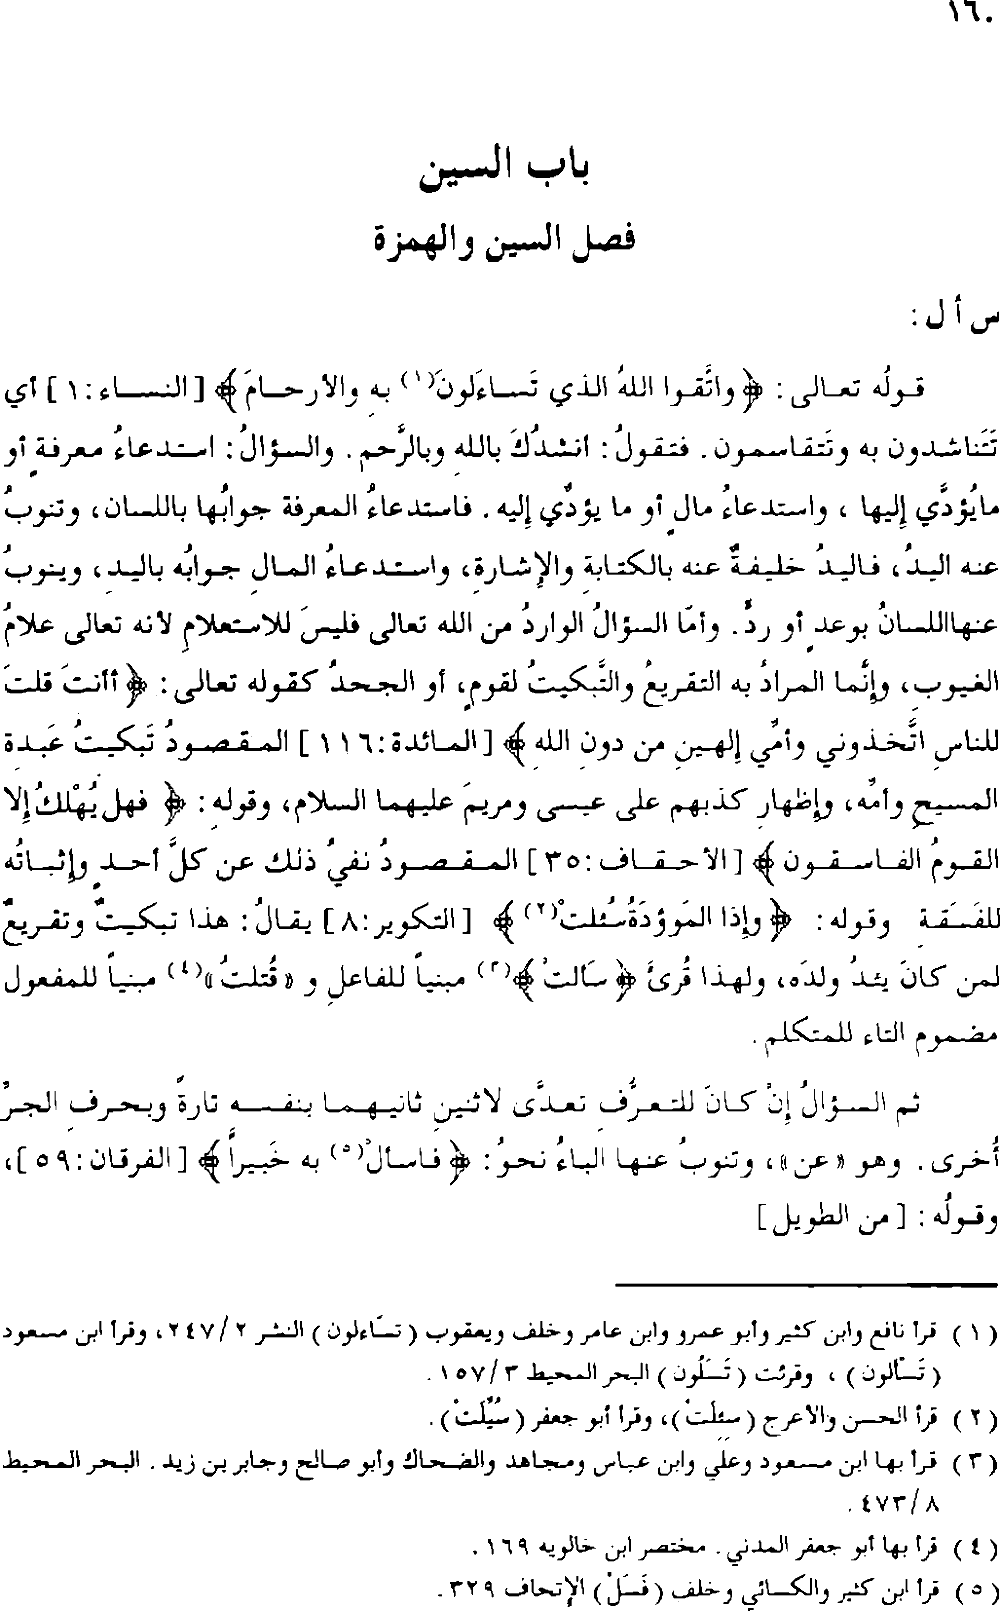 ١٦٠
باب السين
فصل السين والهمزة
س أ ل :
قولُه تعالى : ﴿ واتَّقوا اللهُ الذي تَساءَلونَ(١) به والأرحامَ ﴾ [ النساء : ١ ] أي
تَتَناشدون به وتَتقاسمون . فتقولُ : أنشدُكَ بالله وبالرَّحم . والسؤالُ : استدعاءُ معرفةٍ أو
مايُؤدَّي إليها ، واستدعاءُ مالٍ أو ما يؤدِّي إليه . فاستدعاءُ المعرفة جوابُها باللسان ، وتنوبُ
عنه اليدُ ، فاليدُ خليفةٌ عنه بالكتابةِ والإشارةِ ، واستدعاءُ المالِ جوابُه باليدِ ، وينوبُ
عنهااللسانُ بوعدٍ أو ردٍّ . وأمّا السؤالُ الواردُ من الله تعالى فليسَ للاستعلامِ لأنه تعالى علامُ
الغيوبِ ، وإنَّما المرادُ به التقريعُ والتَّبكيتُ لقومٍ ، أو الجحدُ كقوله تعالى : ﴿ أأنتَ قلتَ
للناسِ اتَّخذوني وأمِّي إلهينِ من دونِ اللهِ ﴾ [ المائدة : ١١٦ ] المقصودُ تَبكيتُ عَبدة
المسيحِ وأمِّه ، وإظهارِ كذبهم على عيسى ومريمَ عليهما السلام ، وقولهِ : ﴿ فهل يُهْلكُ إلا
القومُ الفاسقون ﴾ [ الأحقاف : ٣٥ ] المقصودُ نفيُ ذلك عن كلِّ أحدٍ وإثباتُه
للفَسَقةِ وقوله : ﴿ وإذا المَوؤدَةُ سُئلتْ(٢) ﴾ [ التكوير : ٨ ] يقالُ : هذا تبكيتٌ وتقريعٌ
لمن كانَ يئدُ ولدَه ، ولهذا قُرئَ ﴿ سَألتْ ﴾(٣) مبنياً للفاعلِ و « قُتلتُ »(٤) مبنياً للمفعول
مضموم التاء للمتكلم .
ثم السؤالُ إنْ كانَ للتعرُّفِ تعدَّى لاثنينِ ثانيهما بنفسه تارةً وبحرفِ الجرِّ
أُخرى . وهو « عن » ، وتنوبُ عنها الباءُ نحوُ : ﴿ فاسألْ(٥) به خَبيراً ﴾ [ الفرقان : ٥٩ ] ،
وقولُه : [ من الطويل ]
( ١ ) قرأ نافع وابن كثير وأبو عمرو وابن عامر وخلف ويعقوب ( تسّاءلون ) النشر ٢ / ٢٤٧ ، وقرأ ابن مسعود
( تَسْألون ) ، وقرئت ( تَسَلُون ) البحر المحيط ٣ / ١٥٧ .
( ٢ ) قرأ الحسن والأعرج ( سِئلَتْ ) ، وقرأ أبو جعفر ( سُيِّلَتْ ) .
( ٣ ) قرأ بها ابن مسعود وعلي وابن عباس ومجاهد والضحاك وأبو صالح وجابر بن زيد . البحر المحيط
٨ / ٤٧٣ .
( ٤ ) قرأ بها أبو جعفر المدني . مختصر ابن خالويه ١٦٩ .
( ٥ ) قرأ ابن كثير والكسائي وخلف ( فَسَلْ ) الإتحاف ٣٢٩ .